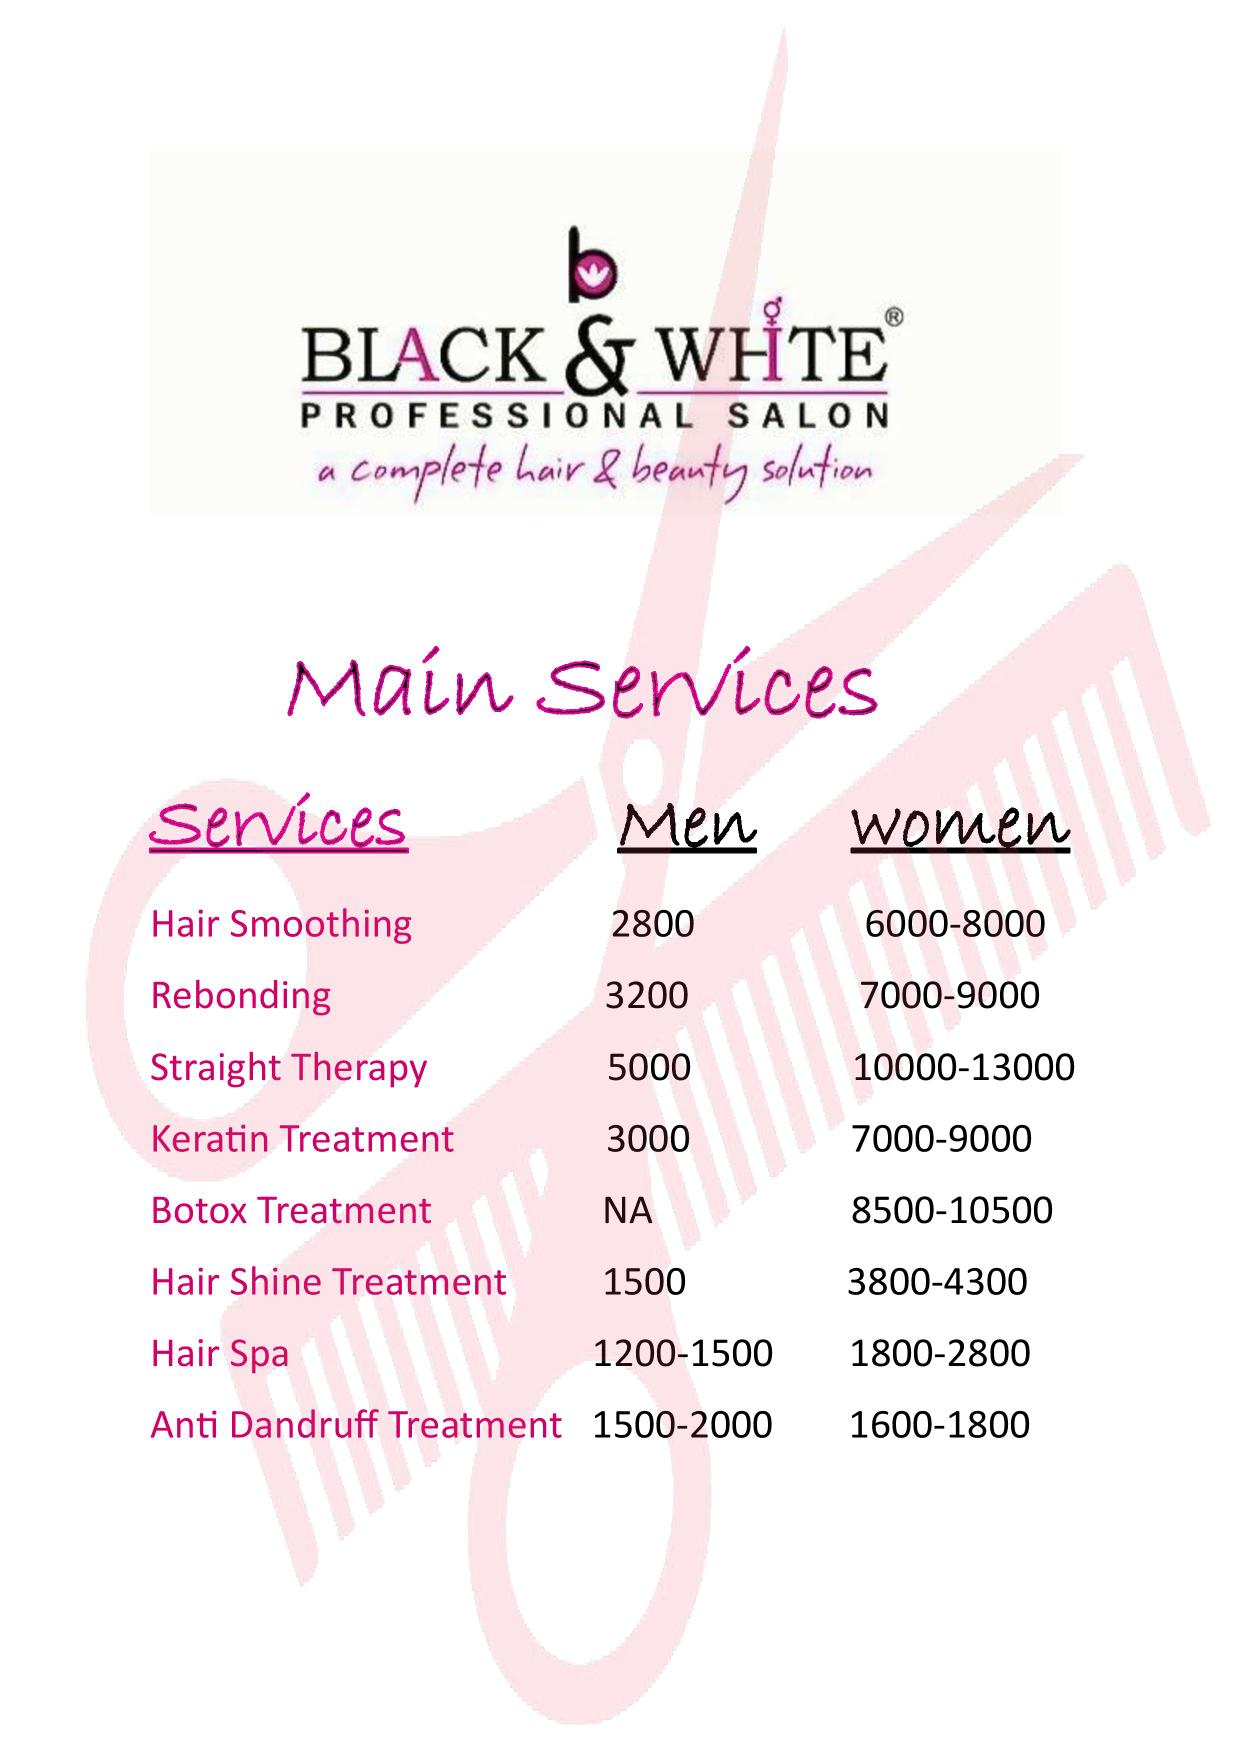 b
BLACK & WHITE®
PROFESSIONAL SALON
a complete hair & beauty solution
Main Services
Services Men Women
Hair Smoothing 2800 6000-8000
Rebonding 3200 7000-9000
Straight Therapy 5000 10000-13000
Keratin Treatment 3000 7000-9000
Botox Treatment NA 8500-10500
Hair Shine Treatment 1500 3800-4300
Hair Spa 1200-1500 1800-2800
Anti Dandruff Treatment 1500-2000 1600-1800